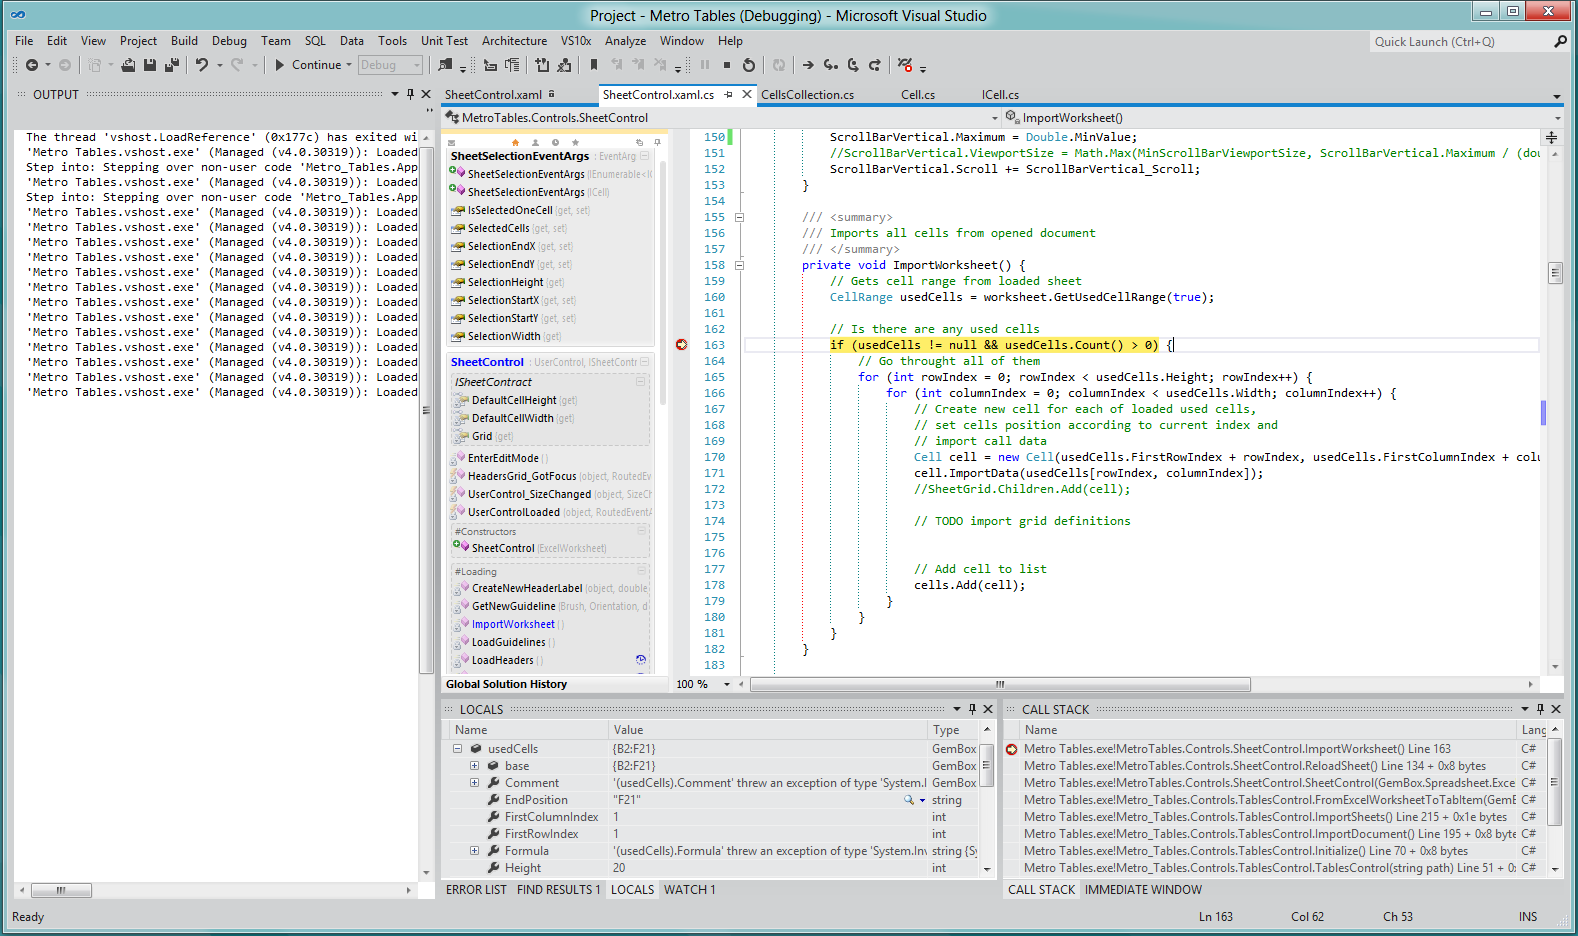 Project - Metro Tables (Debugging) - Microsoft Visual Studio
File Edit View Project Build Debug Team SQL Data Tools Unit Test Architecture VS10x Analyze Window Help
Quick Launch (Ctrl+Q)
Continue Debug
OUTPUT
The thread 'vshost.LoadReference' (0x177c) has exited wi
'Metro Tables.vshost.exe' (Managed (v4.0.30319)): Loaded
Step into: Stepping over non-user code 'Metro_Tables.App
'Metro Tables.vshost.exe' (Managed (v4.0.30319)): Loaded
Step into: Stepping over non-user code 'Metro_Tables.App
'Metro Tables.vshost.exe' (Managed (v4.0.30319)): Loaded
'Metro Tables.vshost.exe' (Managed (v4.0.30319)): Loaded
'Metro Tables.vshost.exe' (Managed (v4.0.30319)): Loaded
'Metro Tables.vshost.exe' (Managed (v4.0.30319)): Loaded
'Metro Tables.vshost.exe' (Managed (v4.0.30319)): Loaded
'Metro Tables.vshost.exe' (Managed (v4.0.30319)): Loaded
'Metro Tables.vshost.exe' (Managed (v4.0.30319)): Loaded
'Metro Tables.vshost.exe' (Managed (v4.0.30319)): Loaded
'Metro Tables.vshost.exe' (Managed (v4.0.30319)): Loaded
'Metro Tables.vshost.exe' (Managed (v4.0.30319)): Loaded
'Metro Tables.vshost.exe' (Managed (v4.0.30319)): Loaded
'Metro Tables.vshost.exe' (Managed (v4.0.30319)): Loaded
'Metro Tables.vshost.exe' (Managed (v4.0.30319)): Loaded
SheetControl.xaml SheetControl.xaml.cs CellsCollection.cs Cell.cs ICell.cs
MetroTables.Controls.SheetControl ImportWorksheet()
SheetSelectionEventArgs : EventArg
SheetSelectionEventArgs (IEnumerable<IC
SheetSelectionEventArgs (ICell)
IsSelectedOneCell (get, set)
SelectedCells (get, set)
SelectionEndX (get, set)
SelectionEndY (get, set)
SelectionHeight (get)
SelectionStartX (get, set)
SelectionStartY (get, set)
SelectionWidth (get)
SheetControl : UserControl, ISheetContr
ISheetContract
DefaultCellHeight (get)
DefaultCellWidth (get)
Grid (get)
EnterEditMode ()
HeadersGrid_GotFocus (object, RoutedEv
UserControl_SizeChanged (object, SizeCh
UserControlLoaded (object, RoutedEventA
#Constructors
SheetControl (ExcelWorksheet)
#Loading
CreateNewHeaderLabel (object, double
GetNewGuideline (Brush, Orientation, d
ImportWorksheet ()
LoadGuidelines ()
LoadHeaders ()
Global Solution History
150 ScrollBarVertical.Maximum = Double.MinValue;
151 //ScrollBarVertical.ViewportSize = Math.Max(MinScrollBarViewportSize, ScrollBarVertical.Maximum / (dou
152 ScrollBarVertical.Scroll += ScrollBarVertical_Scroll;
153 }
154
155 /// <summary>
156 /// Imports all cells from opened document
157 /// </summary>
158 private void ImportWorksheet() {
159 // Gets cell range from loaded sheet
160 CellRange usedCells = worksheet.GetUsedCellRange(true);
161
162 // Is there are any used cells
163 if (usedCells != null && usedCells.Count() > 0) {
164 // Go throught all of them
165 for (int rowIndex = 0; rowIndex < usedCells.Height; rowIndex++) {
166 for (int columnIndex = 0; columnIndex < usedCells.Width; columnIndex++) {
167 // Create new cell for each of loaded used cells,
168 // set cells position according to current index and
169 // import call data
170 Cell cell = new Cell(usedCells.FirstRowIndex + rowIndex, usedCells.FirstColumnIndex + colu
171 cell.ImportData(usedCells[rowIndex, columnIndex]);
172 //SheetGrid.Children.Add(cell);
173
174 // TODO import grid definitions
175
176
177 // Add cell to list
178 cells.Add(cell);
179 }
180 }
181 }
182 }
183
100 %
LOCALS
Name Value Type
usedCells {B2:F21} GemBox
base {B2:F21} GemBox
Comment '(usedCells).Comment' threw an exception of type 'System.I GemBox
EndPosition "F21" string
FirstColumnIndex 1 int
FirstRowIndex 1 int
Formula '(usedCells).Formula' threw an exception of type 'System.Inv string {Sy
Height 20 int
ERROR LIST FIND RESULTS 1 LOCALS WATCH 1
CALL STACK
Name Lang
Metro Tables.exe!MetroTables.Controls.SheetControl.ImportWorksheet() Line 163 C#
Metro Tables.exe!MetroTables.Controls.SheetControl.ReloadSheet() Line 134 + 0x8 bytes C#
Metro Tables.exe!MetroTables.Controls.SheetControl.SheetControl(GemBox.Spreadsheet.Exce C#
Metro Tables.exe!Metro_Tables.Controls.TablesControl.FromExcelWorksheetToTabItem(GemE C#
Metro Tables.exe!Metro_Tables.Controls.TablesControl.ImportSheets() Line 215 + 0x1e bytes C#
Metro Tables.exe!Metro_Tables.Controls.TablesControl.ImportDocument() Line 195 + 0x8 byte C#
Metro Tables.exe!Metro_Tables.Controls.TablesControl.Initialize() Line 70 + 0x8 bytes C#
Metro Tables.exe!Metro_Tables.Controls.TablesControl.TablesControl(string path) Line 51 + 0x C#
CALL STACK IMMEDIATE WINDOW
Ready Ln 163 Col 62 Ch 53 INS